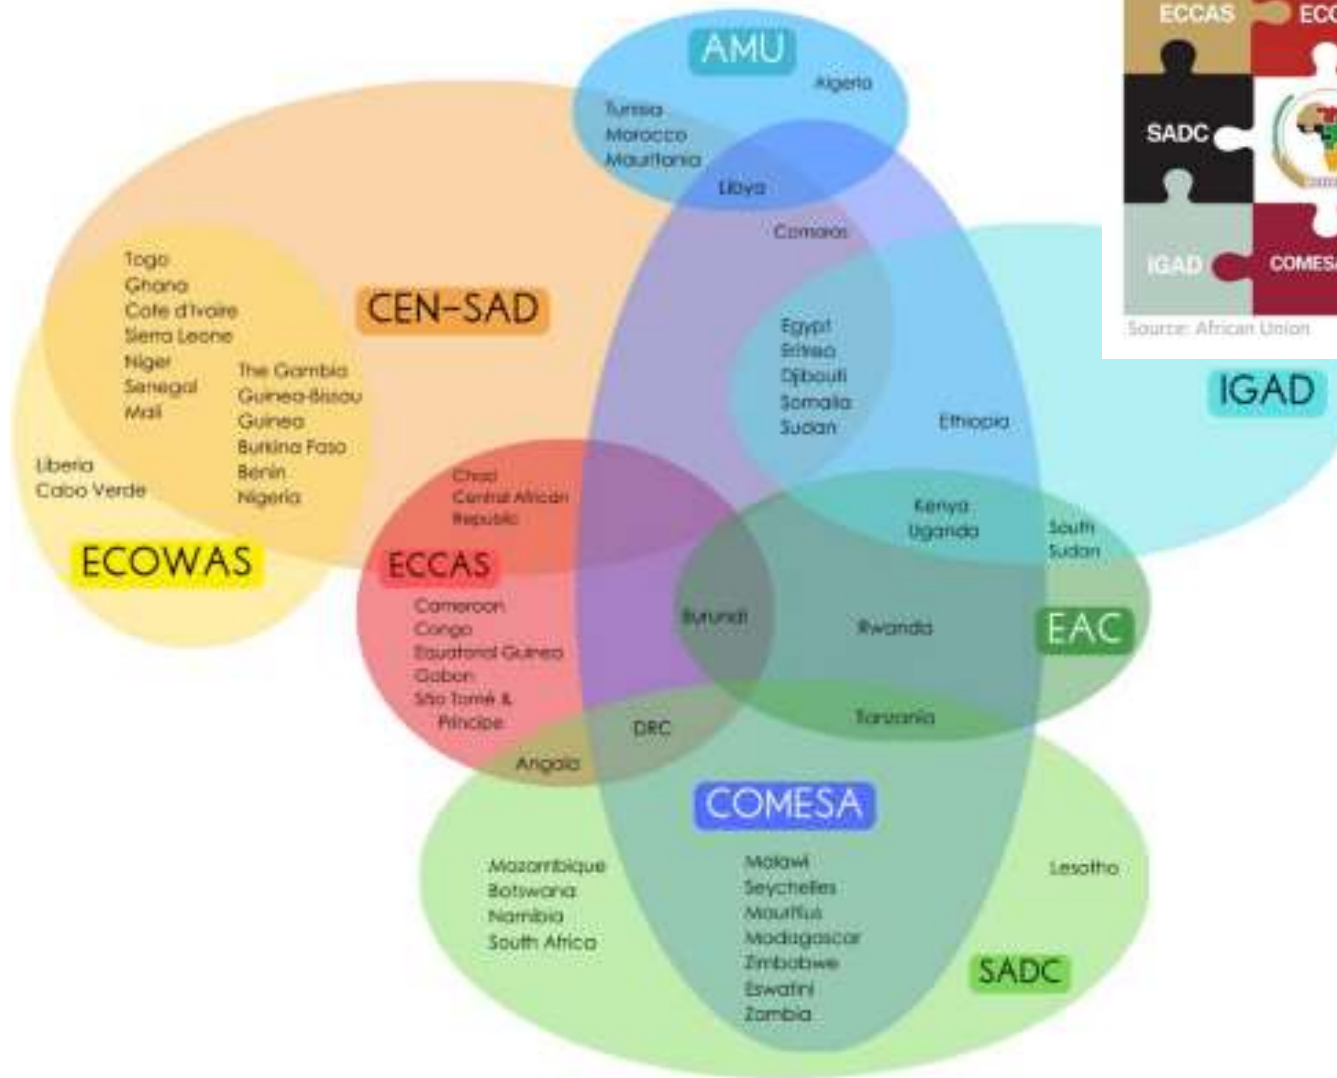 AMU
Algeria
Tunisia
Morocco
Mauritania
Libya
Comoros
ECCAS
SADC
IGAD
COMESA
Source: African Union
Togo
Ghana
Cote d'Ivoire
Sierra Leone
Niger
Senegal
Mali
The Gambia
Guinea-Bissau
Guinea
Burkina Faso
Benin
Nigeria
CEN-SAD
Liberia
Cabo Verde
ECOWAS
Egypt
Eritrea
Djibouti
Somalia
Sudan
Ethiopia
IGAD
Chad
Central African
Republic
ECCAS
Cameroon
Congo
Equatorial Guinea
Gabon
São Tomé &
Príncipe
Kenya
Uganda
South
Sudan
Burundi
Rwanda
EAC
DRC
Tanzania
Angola
COMESA
Mozambique
Botswana
Namibia
South Africa
Malawi
Seychelles
Mauritius
Madagascar
Zimbabwe
Eswatini
Zambia
Lesotho
SADC